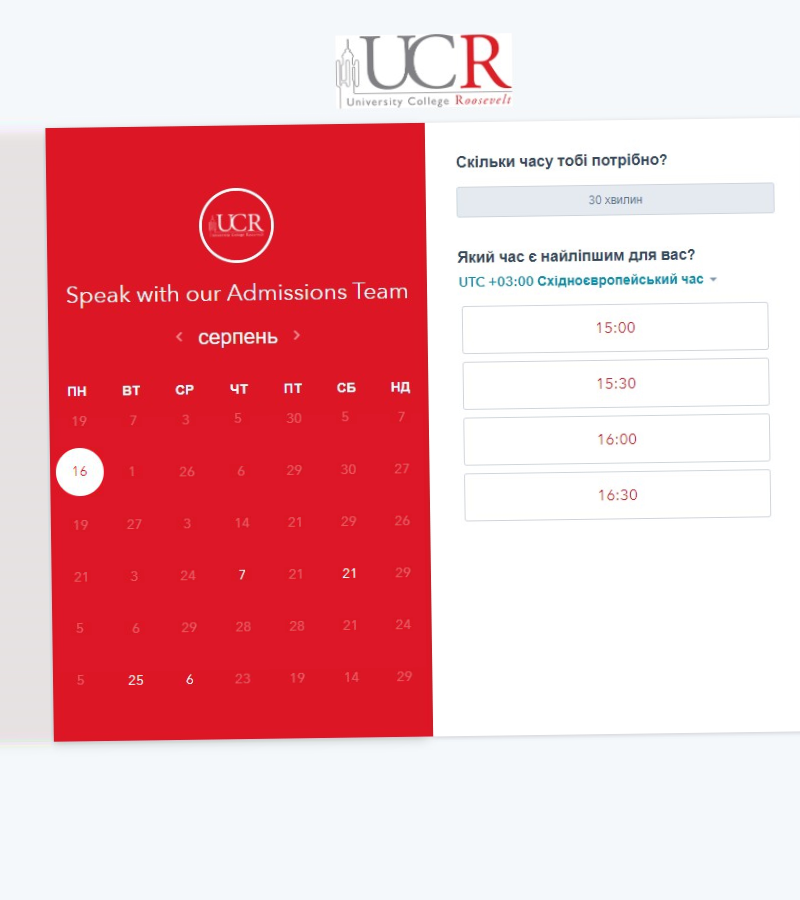 UCR
University College Roosevelt
UCR
Speak with our Admissions Team
серпень
ПН ВТ СР ЧТ ПТ СБ НД
19 7 3 5 30 5 7
16 1 26 6 29 30 27
19 27 3 14 21 29 26
21 3 24 7 21 21 29
5 6 29 28 28 21 24
5 25 6 23 19 14 29
Скільки часу тобі потрібно?
30 хвилин
Який час є найліпшим для вас?
UTC +03:00 Східноєвропейський час
15:00
15:30
16:00
16:30